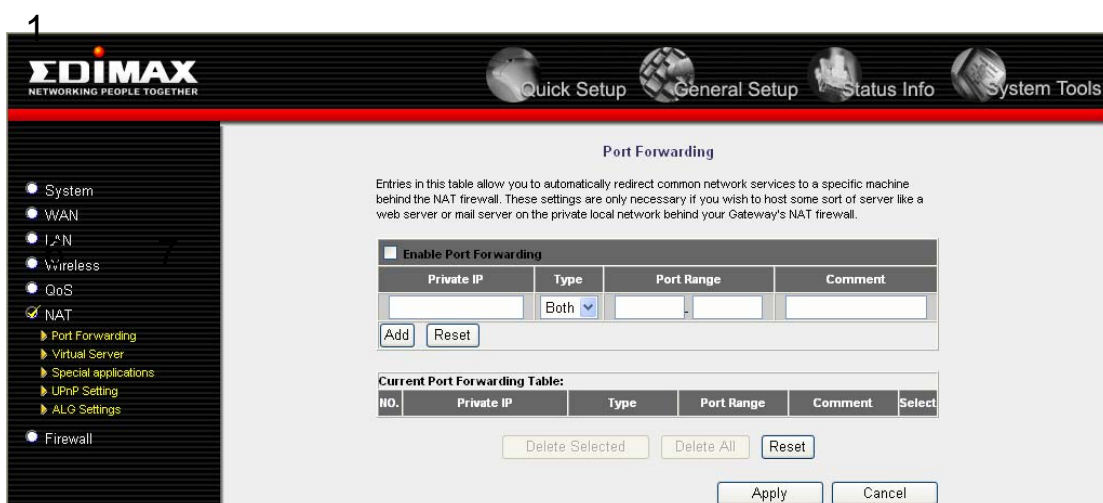 1
EDIMAX
NETWORKING PEOPLE TOGETHER
Quick Setup
General Setup
Status Info
System Tools
System
WAN
LAN
7
Wireless
QoS
NAT
Port Forwarding
Virtual Server
Special applications
UPnP Setting
ALG Settings
Firewall
Port Forwarding
Entries in this table allow you to automatically redirect common network services to a specific machine
behind the NAT firewall. These settings are only necessary if you wish to host some sort of server like a
web server or mail server on the private local network behind your Gateway's NAT firewall.
Enable Port Forwarding
Private IP Type Port Range Comment
Both -
Add Reset
Current Port Forwarding Table:
NO. Private IP Type Port Range Comment Select
Delete Selected Delete All Reset
Apply Cancel